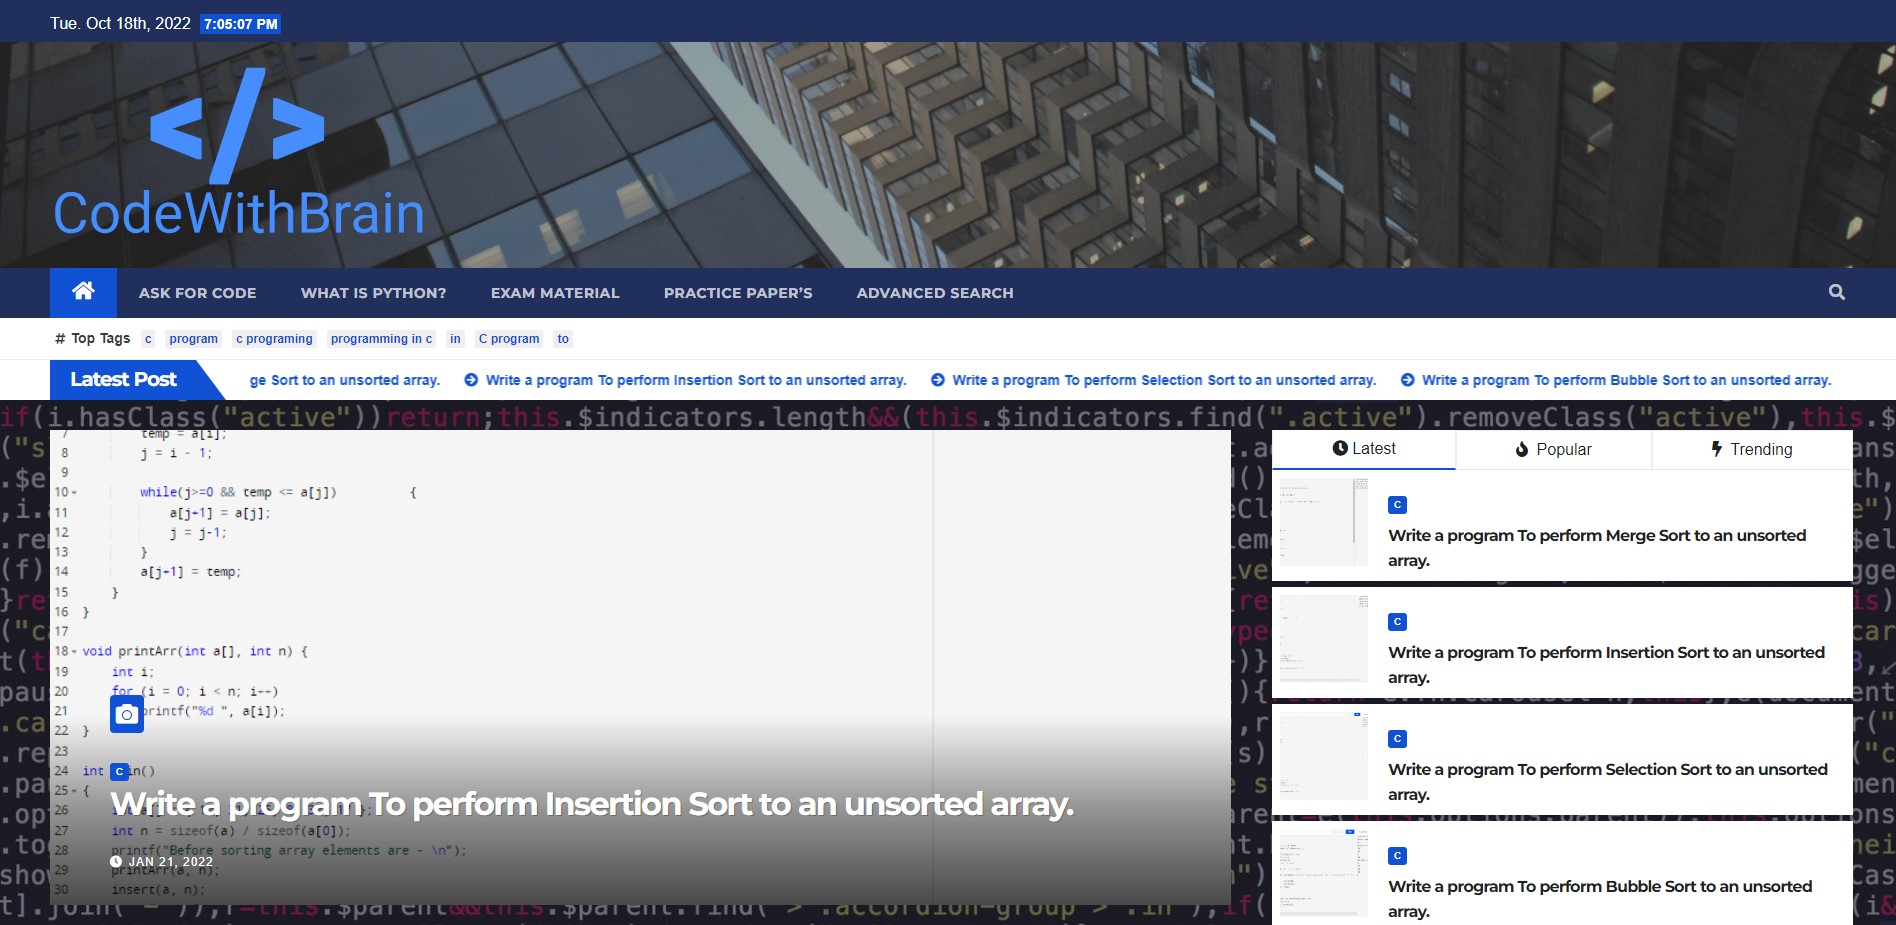 Tue. Oct 18th, 2022 7:05:07 PM
</>
CodeWithBrain
ASK FOR CODE WHAT IS PYTHON? EXAM MATERIAL PRACTICE PAPER'S ADVANCED SEARCH
# Top Tags c program c programing programming in c in C program to
Latest Post ge Sort to an unsorted array. Write a program To perform Insertion Sort to an unsorted array. Write a program To perform Selection Sort to an unsorted array. Write a program To perform Bubble Sort to an unsorted array.
if(i.hasClass("active"))return;this.$indicators.length&&(this.$indicators.find(".active").removeClass("active"),this.$
7 temp = a[i];
8 j = i - 1;
9
10 while(j>=0 && temp <= a[j]) {
11 a[j+1] = a[j];
12 j = j-1;
13 }
14 a[j+1] = temp;
15 }
16 }
17
18 void printArr(int a[], int n) {
19 int i;
20 for (i = 0; i < n; i++)
21 printf("%d ", a[i]);
22 }
23
24 int in()
C
25 {
Write a program To perform Insertion Sort to an unsorted array.
26
27 int n = sizeof(a) / sizeof(a[0]);
28 printf("Before sorting array elements are - \n");
JAN 21, 2022
29 printArr(a, n);
30 insert(a, n);
Latest Popular Trending
C
Write a program To perform Merge Sort to an unsorted
array.
C
Write a program To perform Insertion Sort to an unsorted
array.
C
Write a program To perform Selection Sort to an unsorted
array.
C
Write a program To perform Bubble Sort to an unsorted
array.